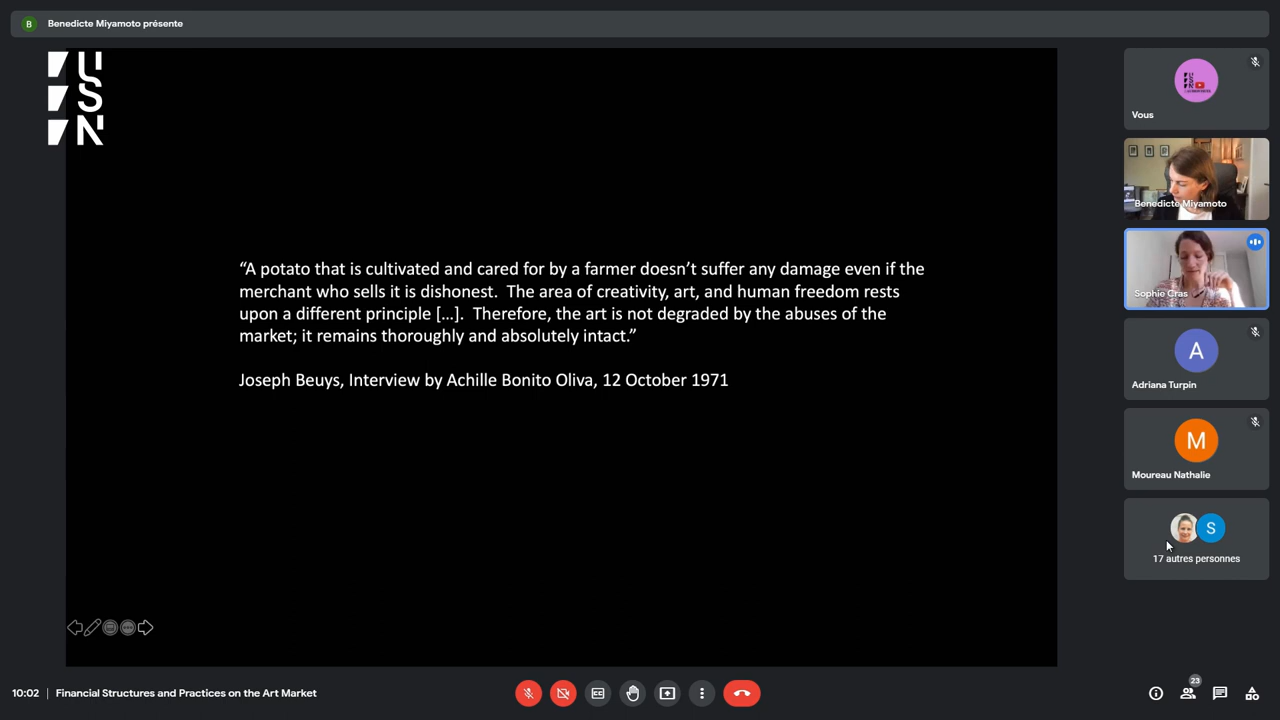 B Benedicte Miyamoto présente
USN
“A potato that is cultivated and cared for by a farmer doesn’t suffer any damage even if the
merchant who sells it is dishonest. The area of creativity, art, and human freedom rests
upon a different principle […]. Therefore, the art is not degraded by the abuses of the
market; it remains thoroughly and absolutely intact.”
Joseph Beuys, Interview by Achille Bonito Oliva, 12 October 1971
Vous
Benedicte Miyamoto
Sophie Cras
A
Adriana Turpin
M
Moureau Nathalie
S
17 autres personnes
10:02 | Financial Structures and Practices on the Art Market
23